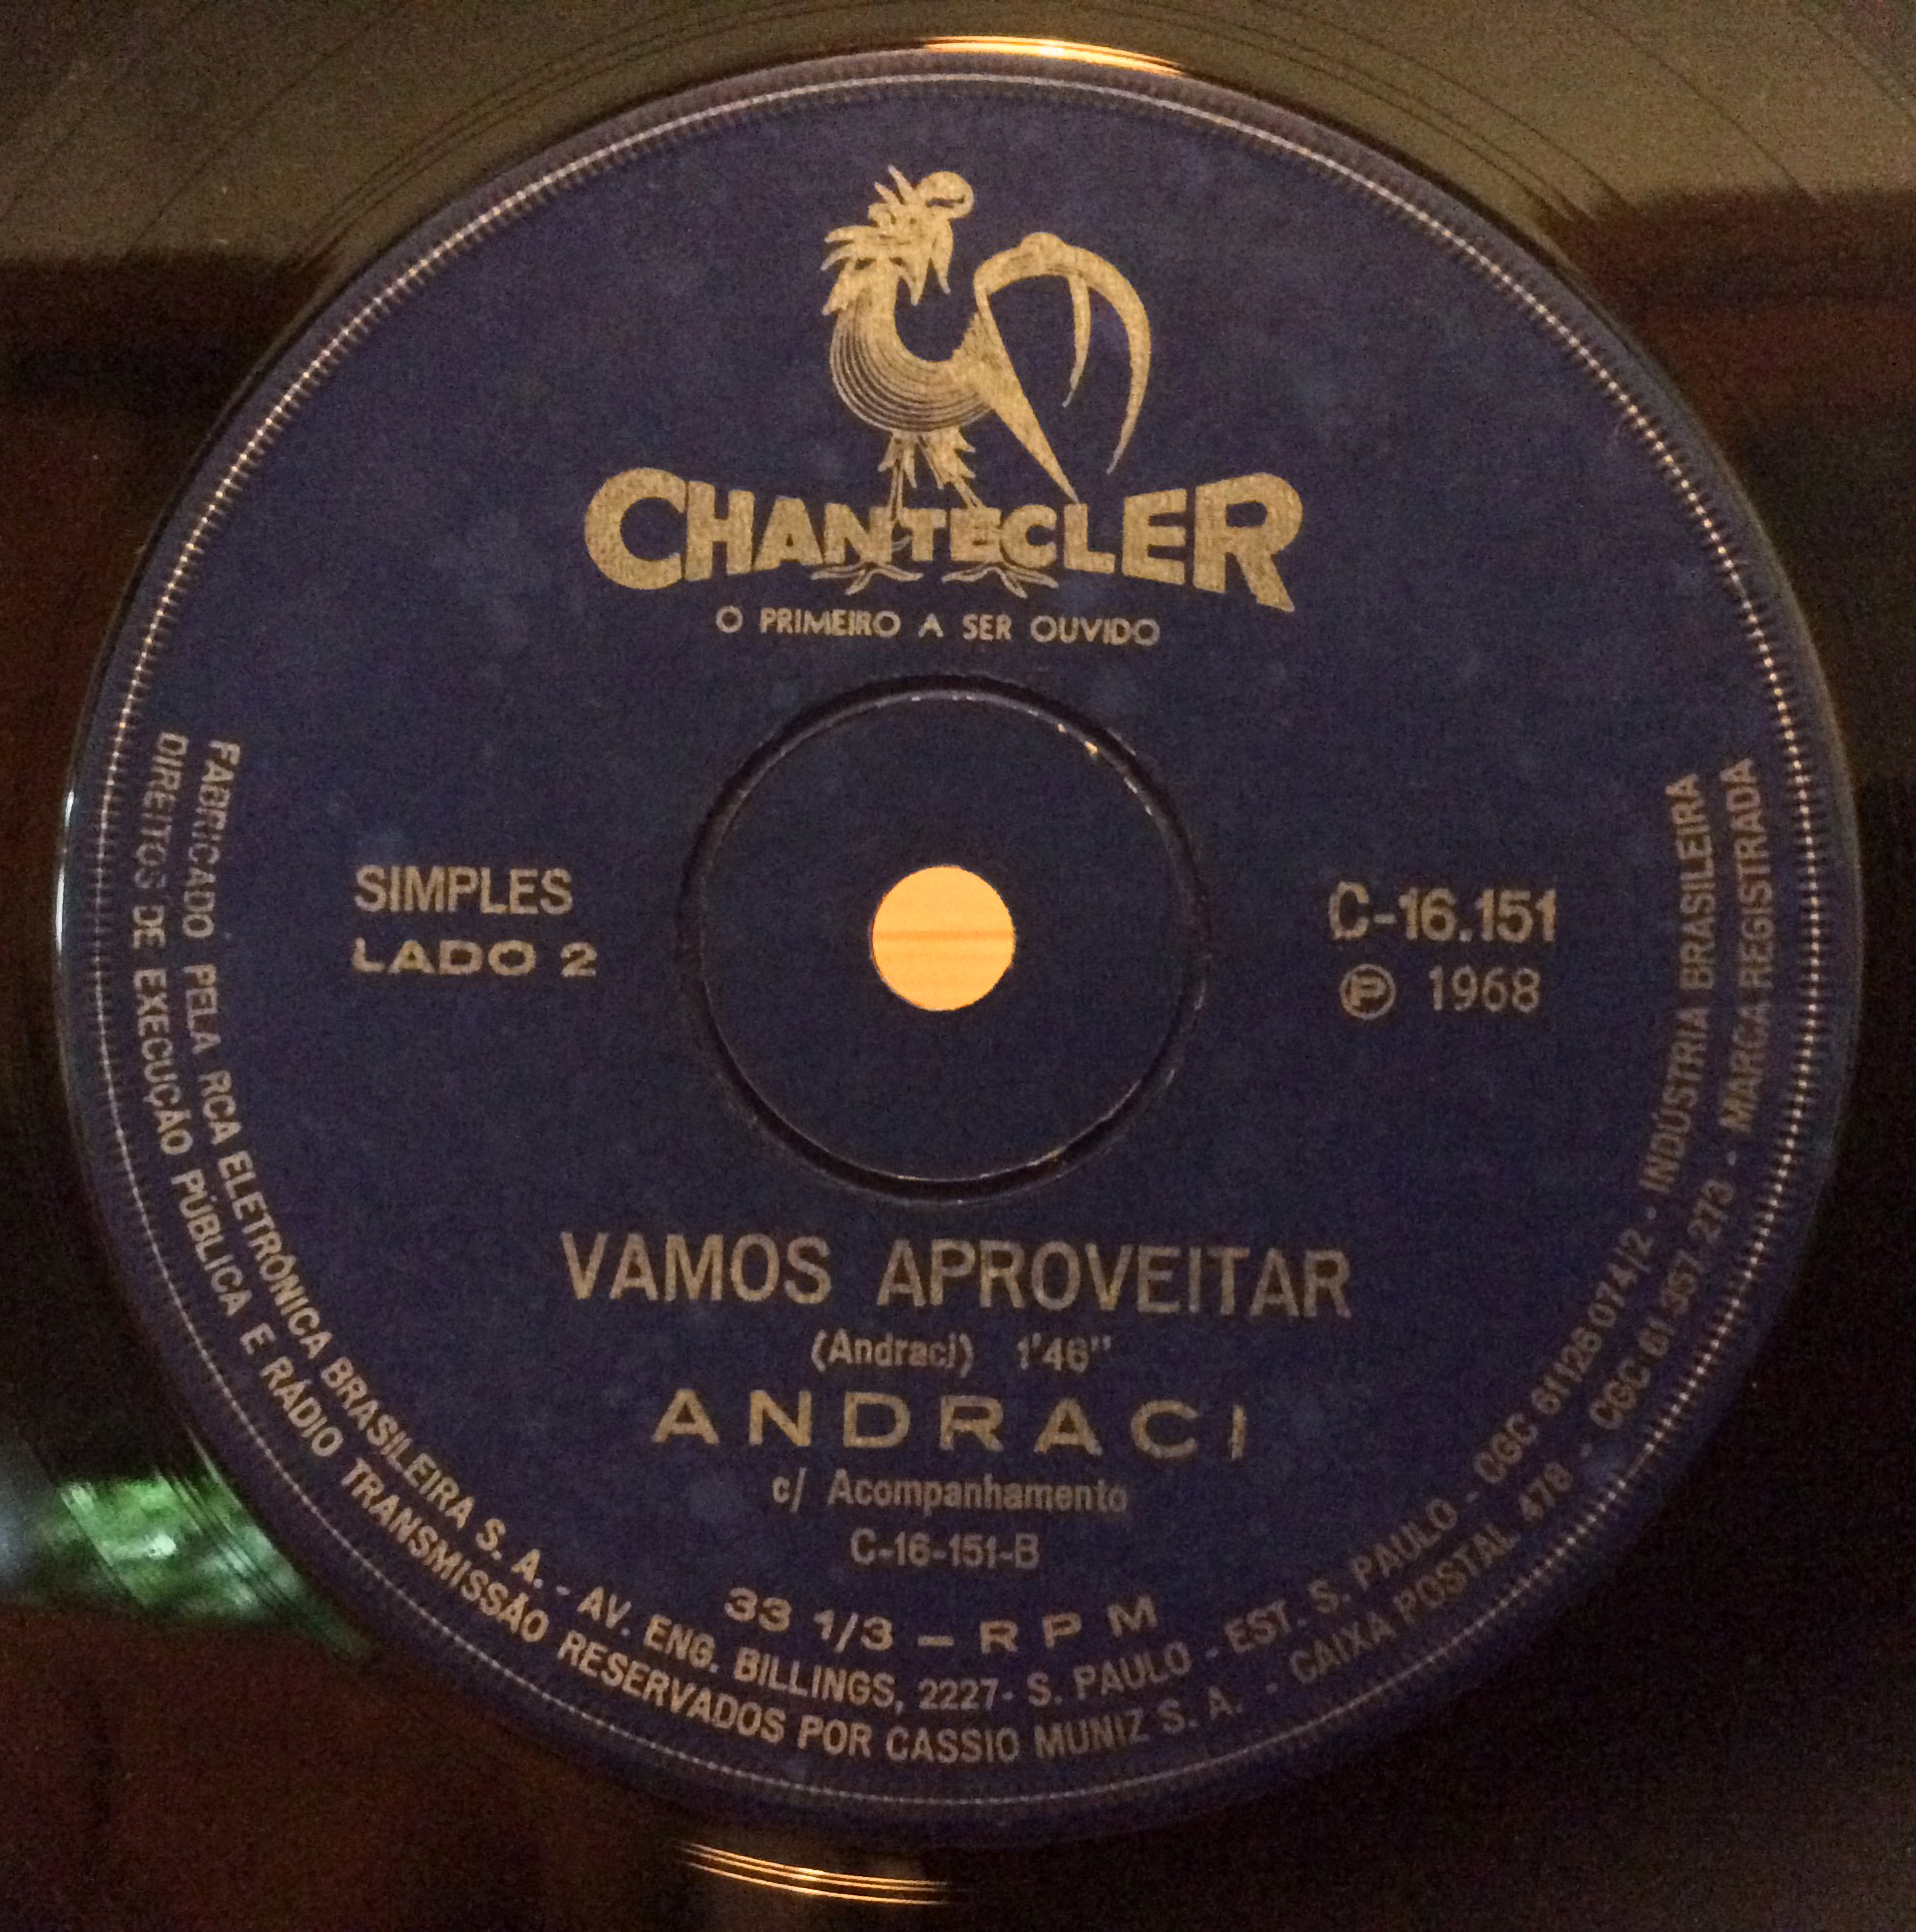 CHANTECLER
O PRIMEIRO A SER OUVIDO
SIMPLES
LADO 2
C-16.151
Ⓟ 1968
VAMOS APROVEITAR
(Andraci) 1'46"
ANDRACI
c/ Acompanhamento
C-16-151-B
33 1/3 - RPM
FABRICADO PELA RCA ELETRÔNICA BRASILEIRA S. A. - AV. ENG. BILLINGS, 2227- S. PAULO - EST. S. PAULO - CGC 61126 074/2 - INDÚSTRIA BRASILEIRA
DIREITOS DE EXECUÇÃO PÚBLICA E RÁDIO TRANSMISSÃO RESERVADOS POR CASSIO MUNIZ S. A. - CAIXA POSTAL 478 - CGC 61.357-273 - MARCA REGISTRADA